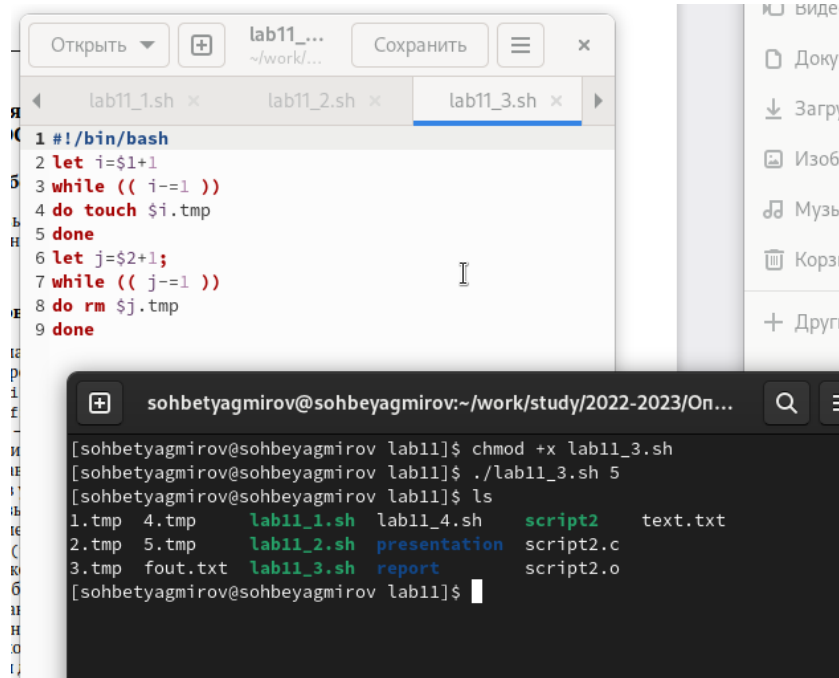 Открыть
lab11_...
~/work/...
Сохранить
lab11_1.sh
lab11_2.sh
lab11_3.sh
1 #!/bin/bash
2 let i=$1+1
3 while (( i-=1 ))
4 do touch $i.tmp
5 done
6 let j=$2+1;
7 while (( j-=1 ))
8 do rm $j.tmp
9 done
sohbetyagmirov@sohbeyagmirov:~/work/study/2022-2023/Оп...
[sohbetyagmirov@sohbeyagmirov lab11]$ chmod +x lab11_3.sh
[sohbetyagmirov@sohbeyagmirov lab11]$ ./lab11_3.sh 5
[sohbetyagmirov@sohbeyagmirov lab11]$ ls
1.tmp 4.tmp lab11_1.sh lab11_4.sh script2 text.txt
2.tmp 5.tmp lab11_2.sh presentation script2.c
3.tmp fout.txt lab11_3.sh report script2.o
[sohbetyagmirov@sohbeyagmirov lab11]$
Виде
Доку
Загру
Изоб
Музы
Корз
Други